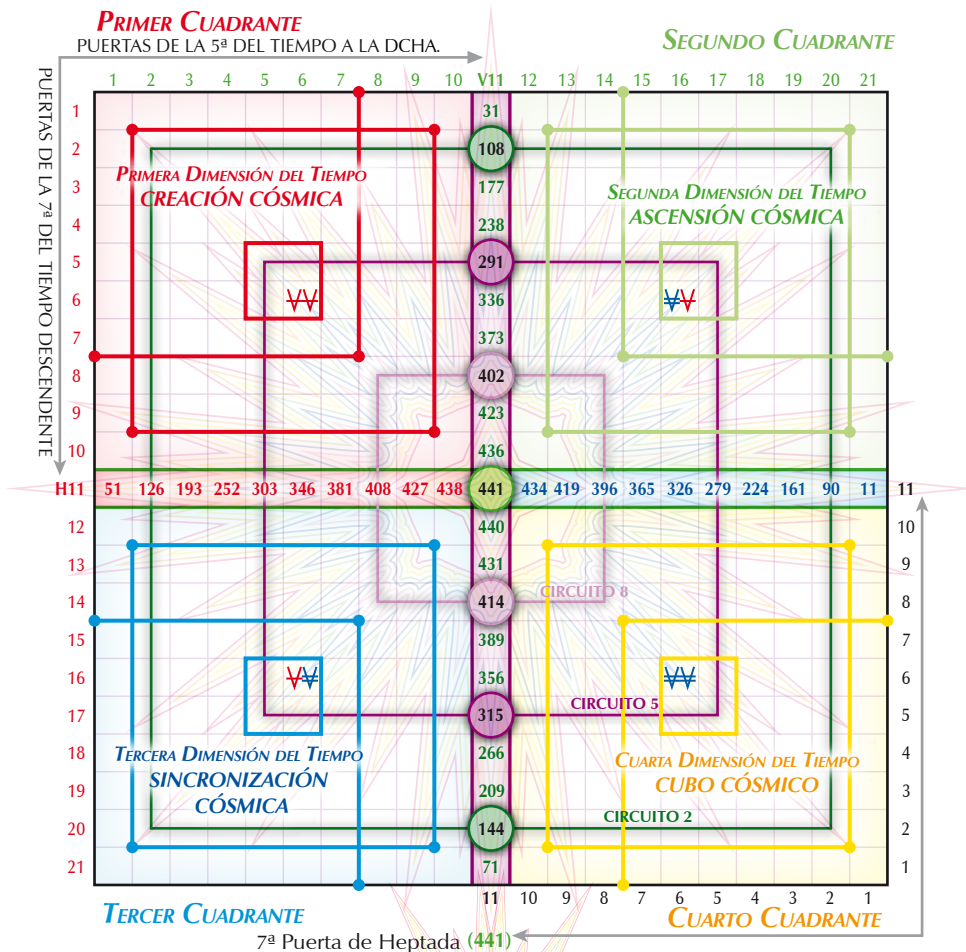 PRIMER CUADRANTE
PUERTAS DE LA 5ª DEL TIEMPO A LA DCHA.
SEGUNDO CUADRANTE
PUERTAS DE LA 7ª DEL TIEMPO DESCENDENTE
1 2 3 4 5 6 7 8 9 10 V11 12 13 14 15 16 17 18 19 20 21
1 31
2 108
PRIMERA DIMENSIÓN DEL TIEMPO
CREACIÓN CÓSMICA
3 177
SEGUNDA DIMENSIÓN DEL TIEMPO
ASCENSIÓN CÓSMICA
4 238
5 291
6 336
7 373
8 402
9 423
10 436
H11 51 126 193 252 303 346 381 408 427 438 441 434 419 396 365 326 279 224 161 90 11 11
12 440 10
13 431 9
14 414 CIRCUITO 8 8
15 389 7
16 356 6
17 315 CIRCUITO 5 5
18 266 4
TERCERA DIMENSIÓN DEL TIEMPO
SINCRONIZACIÓN
CÓSMICA
CUARTA DIMENSIÓN DEL TIEMPO
CUBO CÓSMICO
19 209 3
20 144 CIRCUITO 2 2
21 71 1
11 10 9 8 7 6 5 4 3 2 1
TERCER CUADRANTE
CUARTO CUADRANTE
7ª Puerta de Heptada (441)